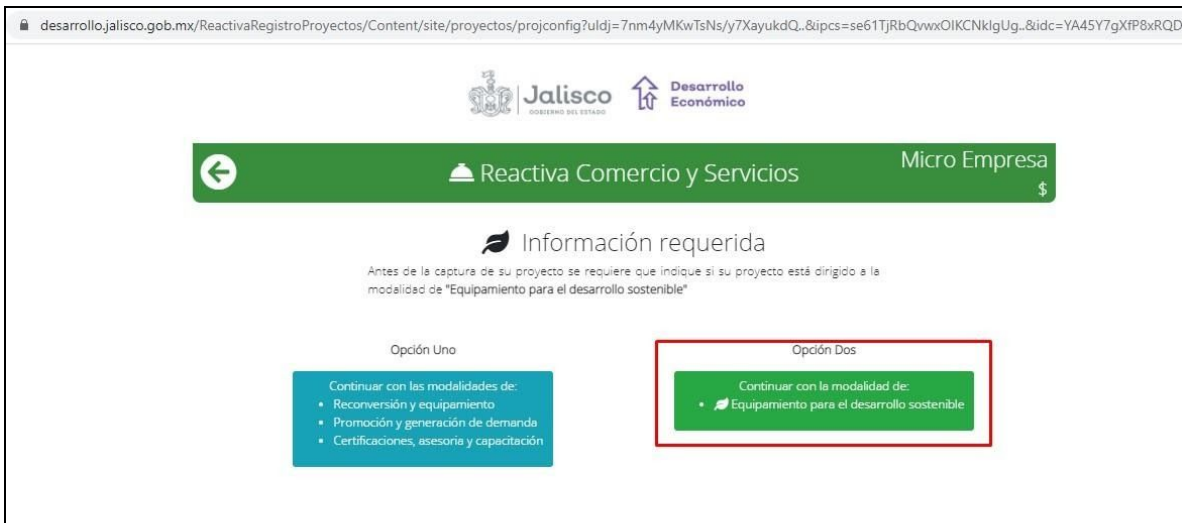 desarrollo.jalisco.gob.mx/ReactivaRegistroProyectos/Content/site/proyectos/projconfig?uIdj=7nm4yMKwTsNs/y7XayukdQ..&ipcs=se61TjRbQvwxOIKCNkIgUg..&idc=YA45Y7gXfP8xRQD
Jalisco
GOBIERNO DEL ESTADO
Desarrollo
Económico
Reactiva Comercio y Servicios
Micro Empresa
$
Información requerida
Antes de la captura de su proyecto se requiere que indique si su proyecto está dirigido a la
modalidad de "Equipamiento para el desarrollo sostenible"
Opción Uno
Continuar con las modalidades de:
• Reconversión y equipamiento
• Promoción y generación de demanda
• Certificaciones, asesoria y capacitación
Opción Dos
Continuar con la modalidad de:
• Equipamiento para el desarrollo sostenible